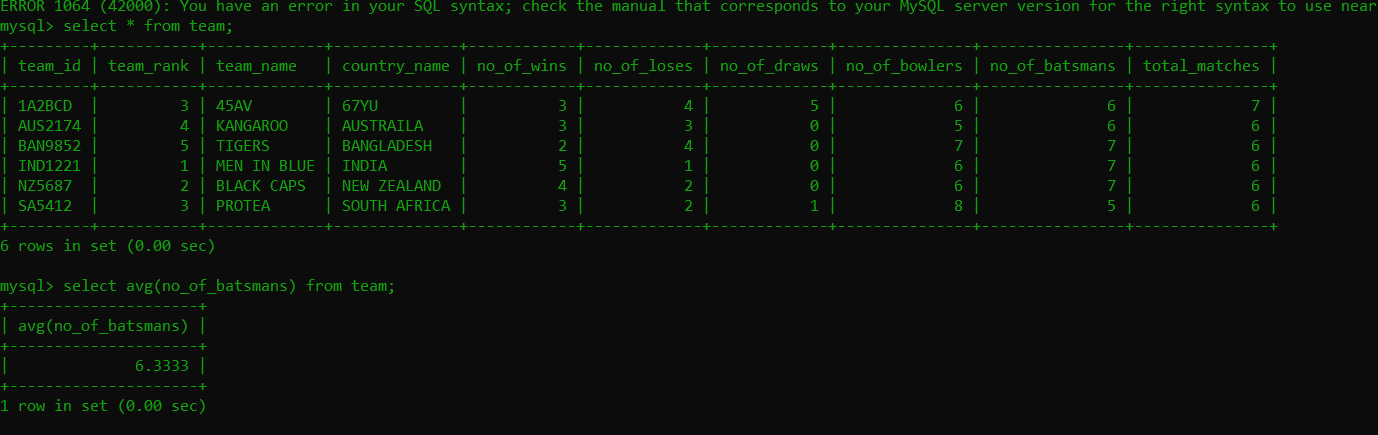 ERROR 1064 (42000): You have an error in your SQL syntax; check the manual that corresponds to your MySQL server version for the right syntax to use near
mysql> select * from team;
+---------+-----------+-------------+--------------+------------+-------------+-------------+---------------+----------------+---------------+
| team_id | team_rank | team_name   | country_name | no_of_wins | no_of_loses | no_of_draws | no_of_bowlers | no_of_batsmans | total_matches |
+---------+-----------+-------------+--------------+------------+-------------+-------------+---------------+----------------+---------------+
| 1A2BCD  |         3 | 45AV        | 67YU         |          3 |           4 |           5 |             6 |              6 |             7 |
| AUS2174 |         4 | KANGAROO    | AUSTRAILA    |          3 |           3 |           0 |             5 |              6 |             6 |
| BAN9852 |         5 | TIGERS      | BANGLADESH   |          2 |           4 |           0 |             7 |              7 |             6 |
| IND1221 |         1 | MEN IN BLUE | INDIA        |          5 |           1 |           0 |             6 |              7 |             6 |
| NZ5687  |         2 | BLACK CAPS  | NEW ZEALAND  |          4 |           2 |           0 |             6 |              7 |             6 |
| SA5412  |         3 | PROTEA      | SOUTH AFRICA |          3 |           2 |           1 |             8 |              5 |             6 |
+---------+-----------+-------------+--------------+------------+-------------+-------------+---------------+----------------+---------------+
6 rows in set (0.00 sec)
mysql> select avg(no_of_batsmans) from team;
+---------------------+
| avg(no_of_batsmans) |
+---------------------+
|              6.3333 |
+---------------------+
1 row in set (0.00 sec)